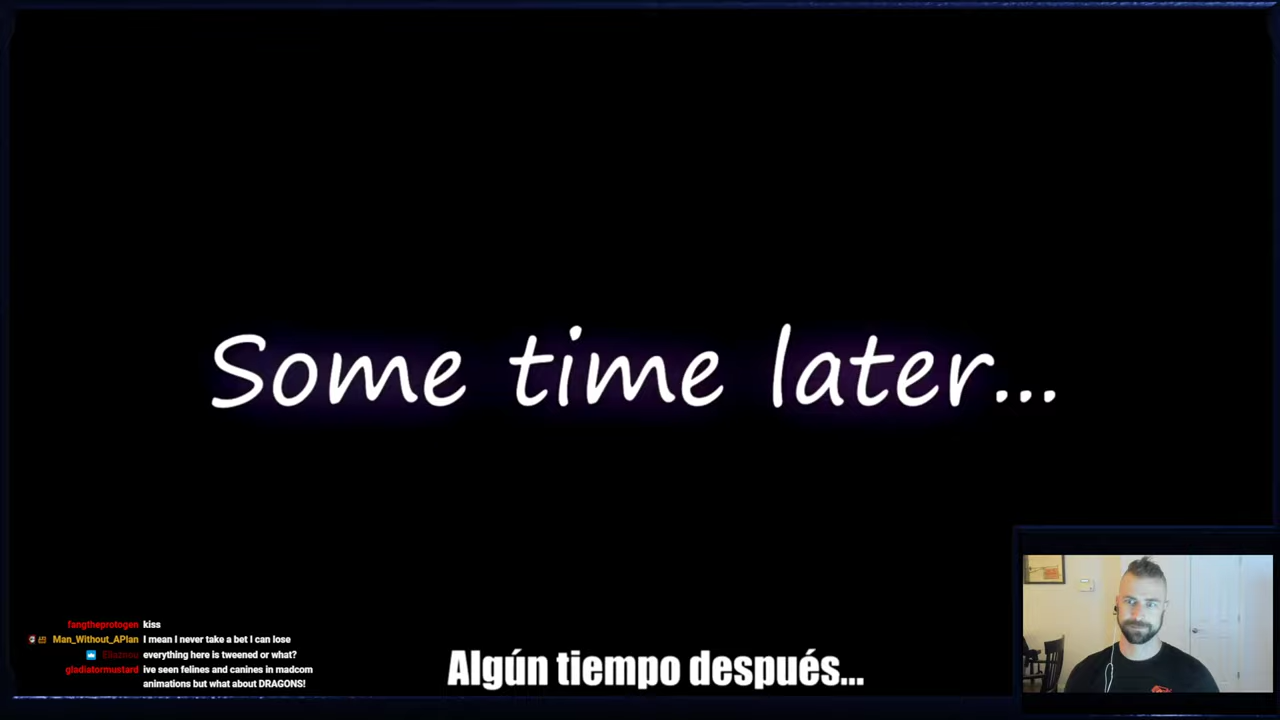 Some time later...
fangtheprotogen kiss
Man_Without_APlan I mean I never take a bet I can lose
everything here is tweened or what?
gladiatormustard ive seen felines and canines in madcom
animations but what about DRAGONS!
Algún tiempo después...